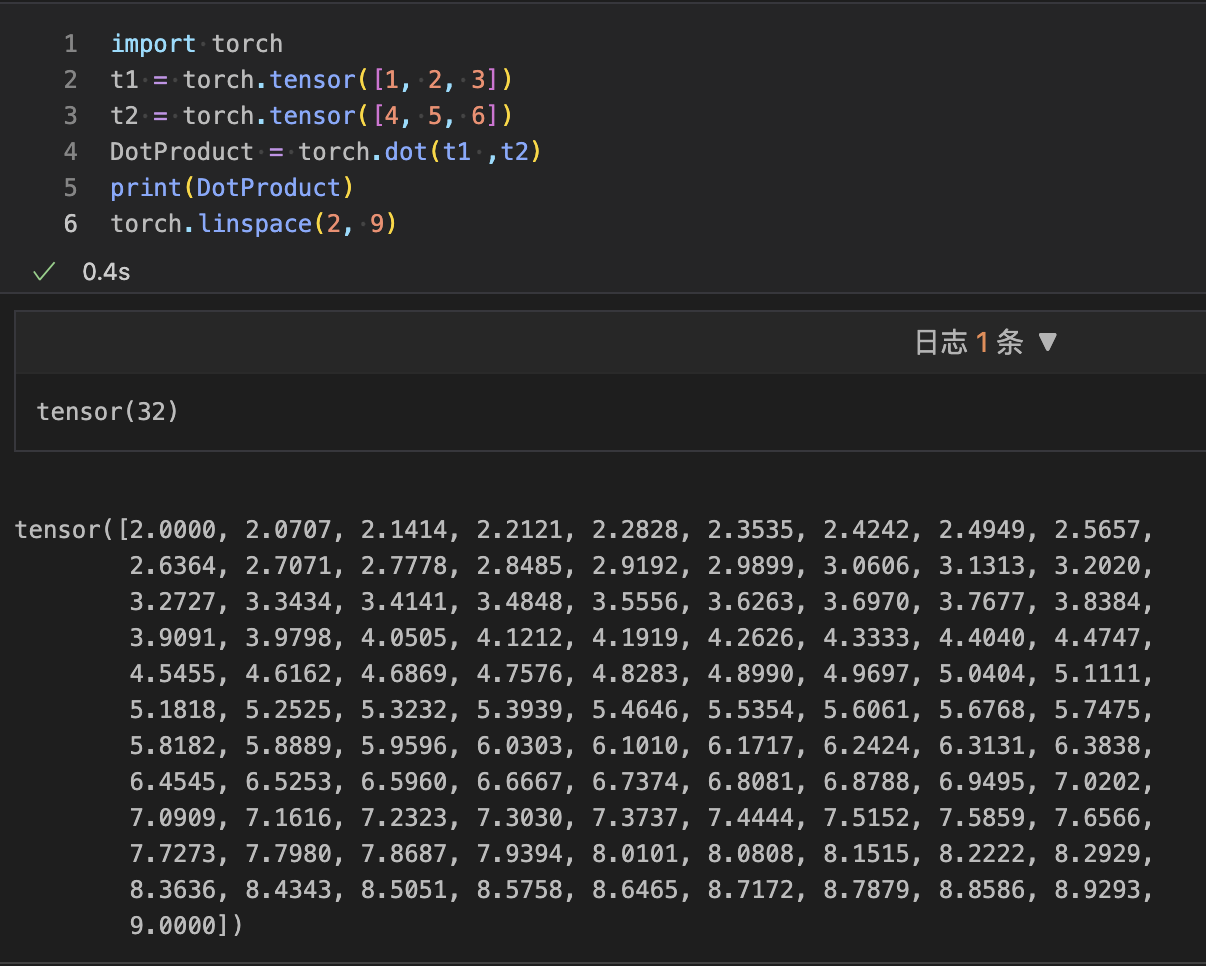 1 import torch
2 t1 = torch.tensor([1, 2, 3])
3 t2 = torch.tensor([4, 5, 6])
4 DotProduct = torch.dot(t1 ,t2)
5 print(DotProduct)
6 torch.linspace(2, 9)
✓ 0.4s
日志 1 条 ▼
tensor(32)
tensor([2.0000, 2.0707, 2.1414, 2.2121, 2.2828, 2.3535, 2.4242, 2.4949, 2.5657,
2.6364, 2.7071, 2.7778, 2.8485, 2.9192, 2.9899, 3.0606, 3.1313, 3.2020,
3.2727, 3.3434, 3.4141, 3.4848, 3.5556, 3.6263, 3.6970, 3.7677, 3.8384,
3.9091, 3.9798, 4.0505, 4.1212, 4.1919, 4.2626, 4.3333, 4.4040, 4.4747,
4.5455, 4.6162, 4.6869, 4.7576, 4.8283, 4.8990, 4.9697, 5.0404, 5.1111,
5.1818, 5.2525, 5.3232, 5.3939, 5.4646, 5.5354, 5.6061, 5.6768, 5.7475,
5.8182, 5.8889, 5.9596, 6.0303, 6.1010, 6.1717, 6.2424, 6.3131, 6.3838,
6.4545, 6.5253, 6.5960, 6.6667, 6.7374, 6.8081, 6.8788, 6.9495, 7.0202,
7.0909, 7.1616, 7.2323, 7.3030, 7.3737, 7.4444, 7.5152, 7.5859, 7.6566,
7.7273, 7.7980, 7.8687, 7.9394, 8.0101, 8.0808, 8.1515, 8.2222, 8.2929,
8.3636, 8.4343, 8.5051, 8.5758, 8.6465, 8.7172, 8.7879, 8.8586, 8.9293,
9.0000])